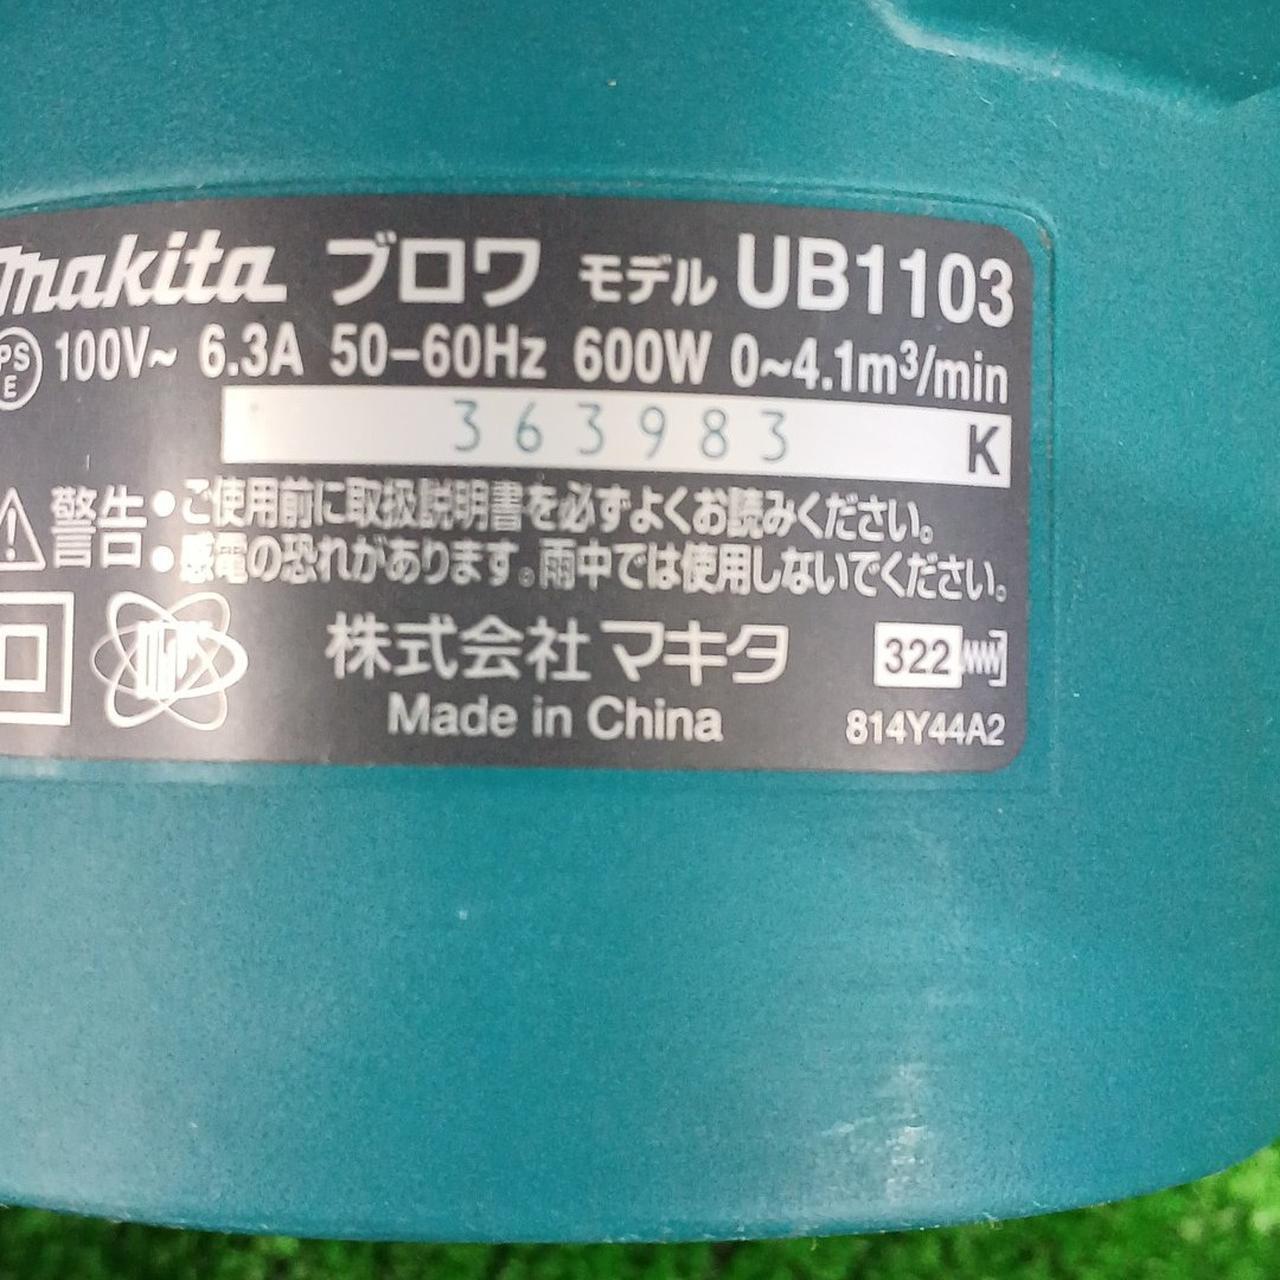 makita ブロワ モデル UB1103
PS E 100V~ 6.3A 50-60Hz 600W 0~4.1m³/min
363983 K
警告 ●ご使用前に取扱説明書を必ずよくお読みください。
●感電の恐れがあります。雨中では使用しないでください。
株式会社マキタ 322
Made in China 814Y44A2